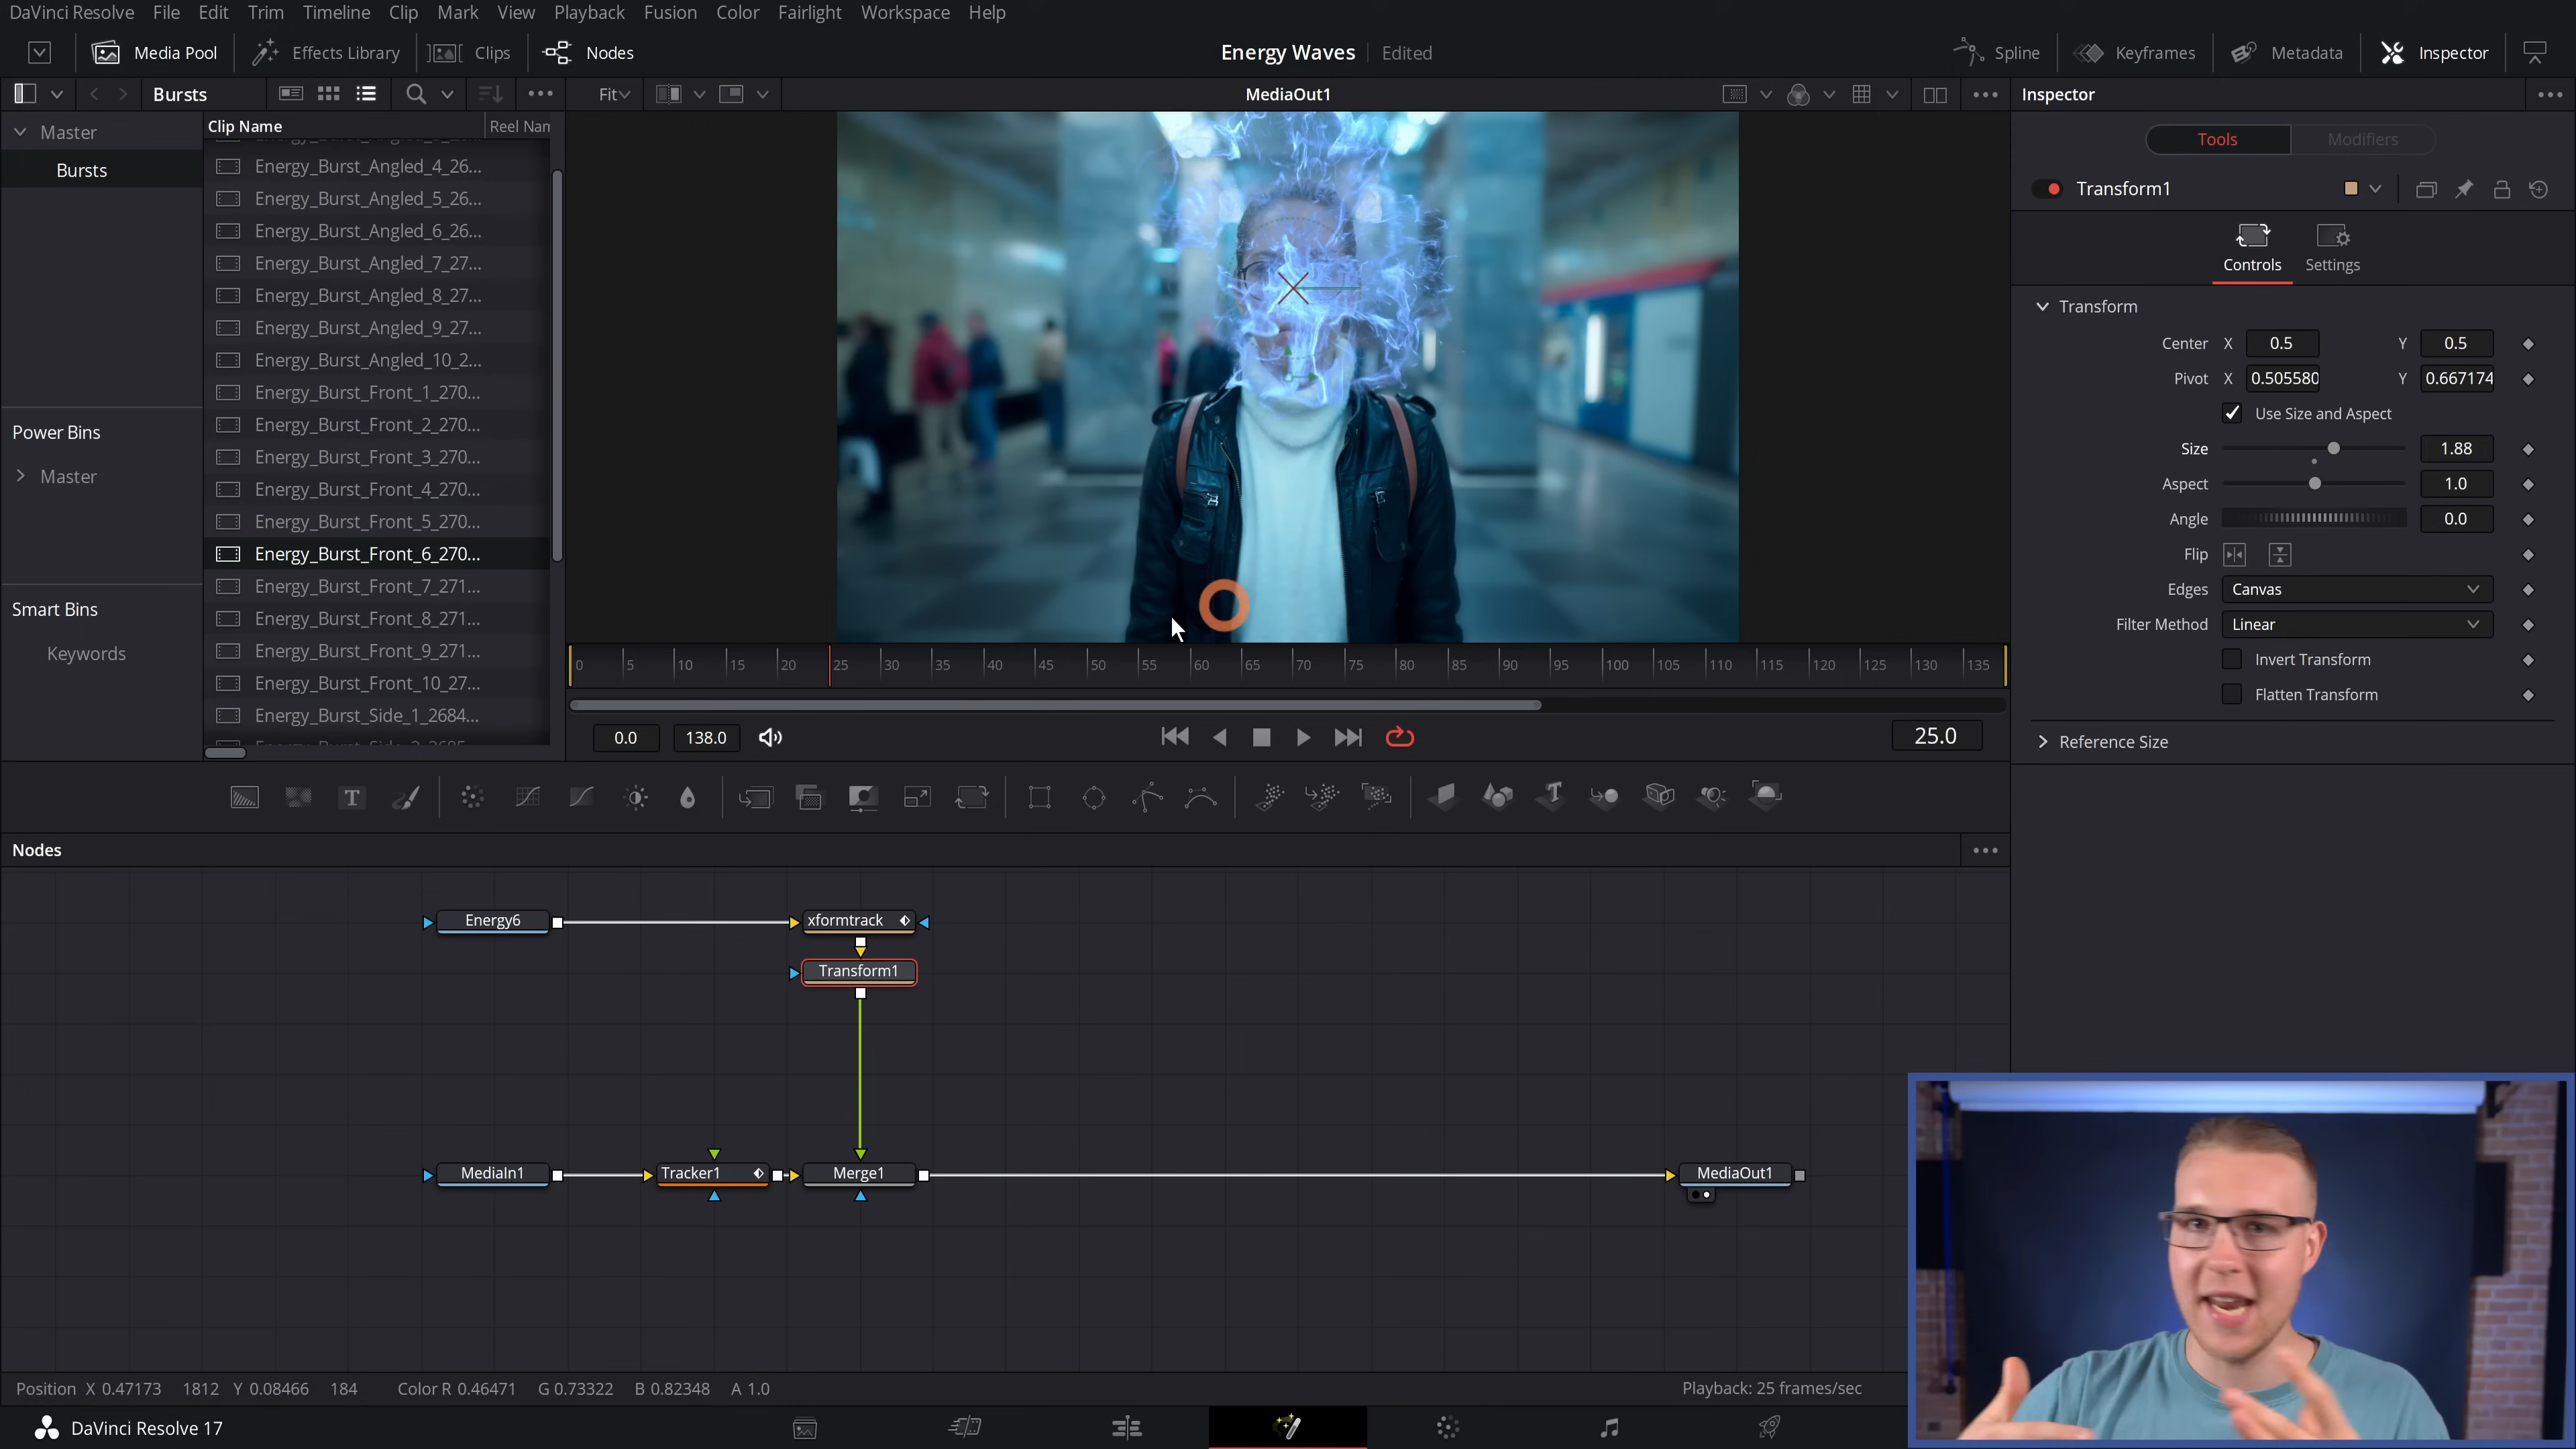 DaVinci Resolve File Edit Trim Timeline Clip Mark View Playback Fusion Color Fairlight Workspace Help
Media Pool Effects Library Clips Nodes Energy Waves Edited Spline Keyframes Metadata Inspector
Bursts Fit MediaOut1 Inspector
Master
Bursts
Power Bins
Master
Smart Bins
Keywords
Clip Name Reel Nam
Energy_Burst_Angled_4_26...
Energy_Burst_Angled_5_26...
Energy_Burst_Angled_6_26...
Energy_Burst_Angled_7_27...
Energy_Burst_Angled_8_27...
Energy_Burst_Angled_9_27...
Energy_Burst_Angled_10_2...
Energy_Burst_Front_1_270...
Energy_Burst_Front_2_270...
Energy_Burst_Front_3_270...
Energy_Burst_Front_4_270...
Energy_Burst_Front_5_270...
Energy_Burst_Front_6_270...
Energy_Burst_Front_7_271...
Energy_Burst_Front_8_271...
Energy_Burst_Front_9_271...
Energy_Burst_Front_10_27...
Energy_Burst_Side_1_2684...
0 5 10 15 20 25 30 35 40 45 50 55 60 65 70 75 80 85 90 95 100 105 110 115 120 125 130 135
0.0 138.0 25.0
Tools Modifiers
Transform1
Controls Settings
Transform
Center X 0.5 Y 0.5
Pivot X 0.505580 Y 0.667174
Use Size and Aspect
Size 1.88
Aspect 1.0
Angle 0.0
Flip
Edges Canvas
Filter Method Linear
Invert Transform
Flatten Transform
Reference Size
Nodes
Energy6 xformtrack
Transform1
MediaIn1 Tracker1 Merge1 MediaOut1
Position X 0.47173 1812 Y 0.08466 184 Color R 0.46471 G 0.73322 B 0.82348 A 1.0 Playback: 25 frames/sec
DaVinci Resolve 17